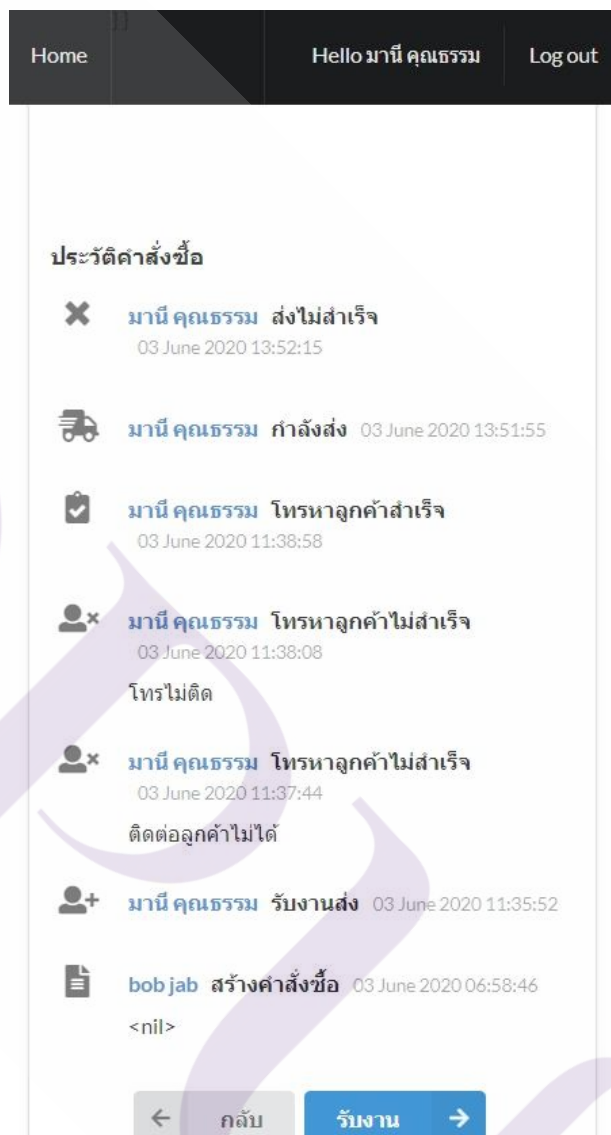 Home Hello มานี คุณธรรม Log out
ประวัติคำสั่งซื้อ
มานี คุณธรรม ส่งไม่สำเร็จ
03 June 2020 13:52:15
มานี คุณธรรม กำลังส่ง 03 June 2020 13:51:55
มานี คุณธรรม โทรหาลูกค้าสำเร็จ
03 June 2020 11:38:58
มานี คุณธรรม โทรหาลูกค้าไม่สำเร็จ
03 June 2020 11:38:08
โทรไม่ติด
มานี คุณธรรม โทรหาลูกค้าไม่สำเร็จ
03 June 2020 11:37:44
ติดต่อลูกค้าไม่ได้
มานี คุณธรรม รับงานส่ง 03 June 2020 11:35:52
bob jab สร้างคำสั่งซื้อ 03 June 2020 06:58:46
<nil>
กลับ รับงาน